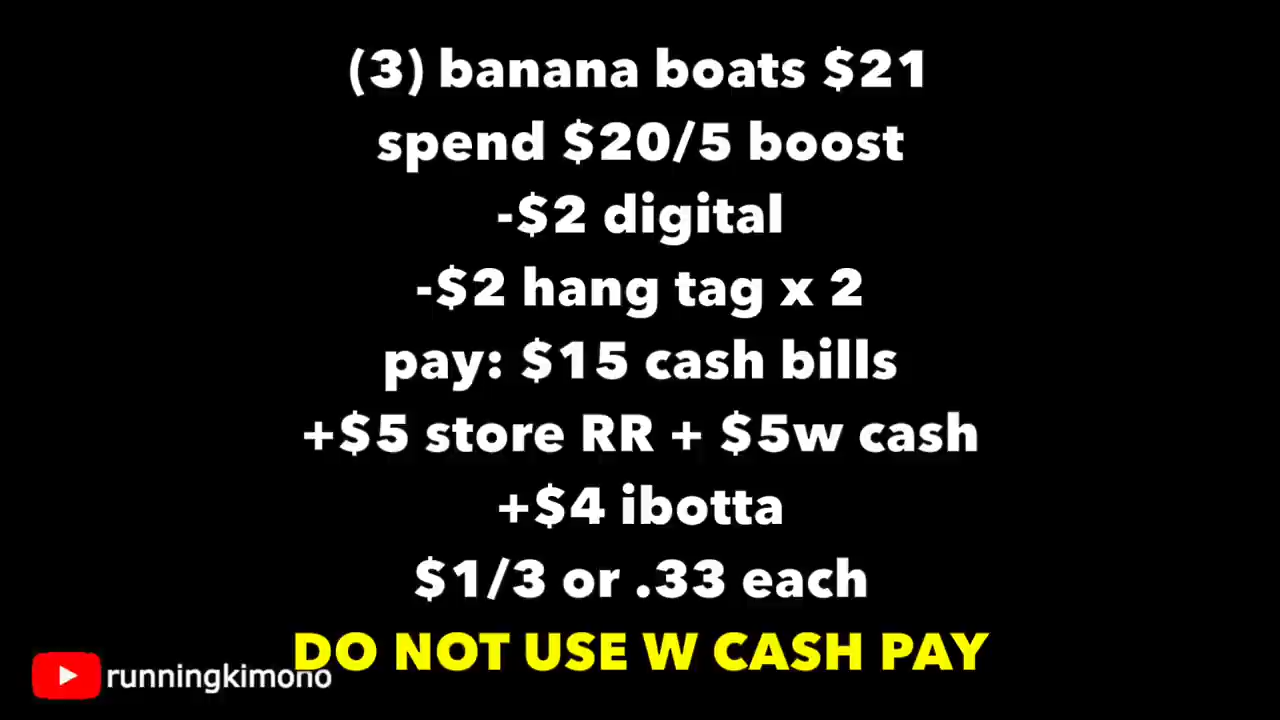 (3) banana boats $21
spend $20/5 boost
-$2 digital
-$2 hang tag x 2
pay: $15 cash bills
+$5 store RR + $5w cash
+$4 ibotta
$1/3 or .33 each
DO NOT USE W CASH PAY
runningkimono